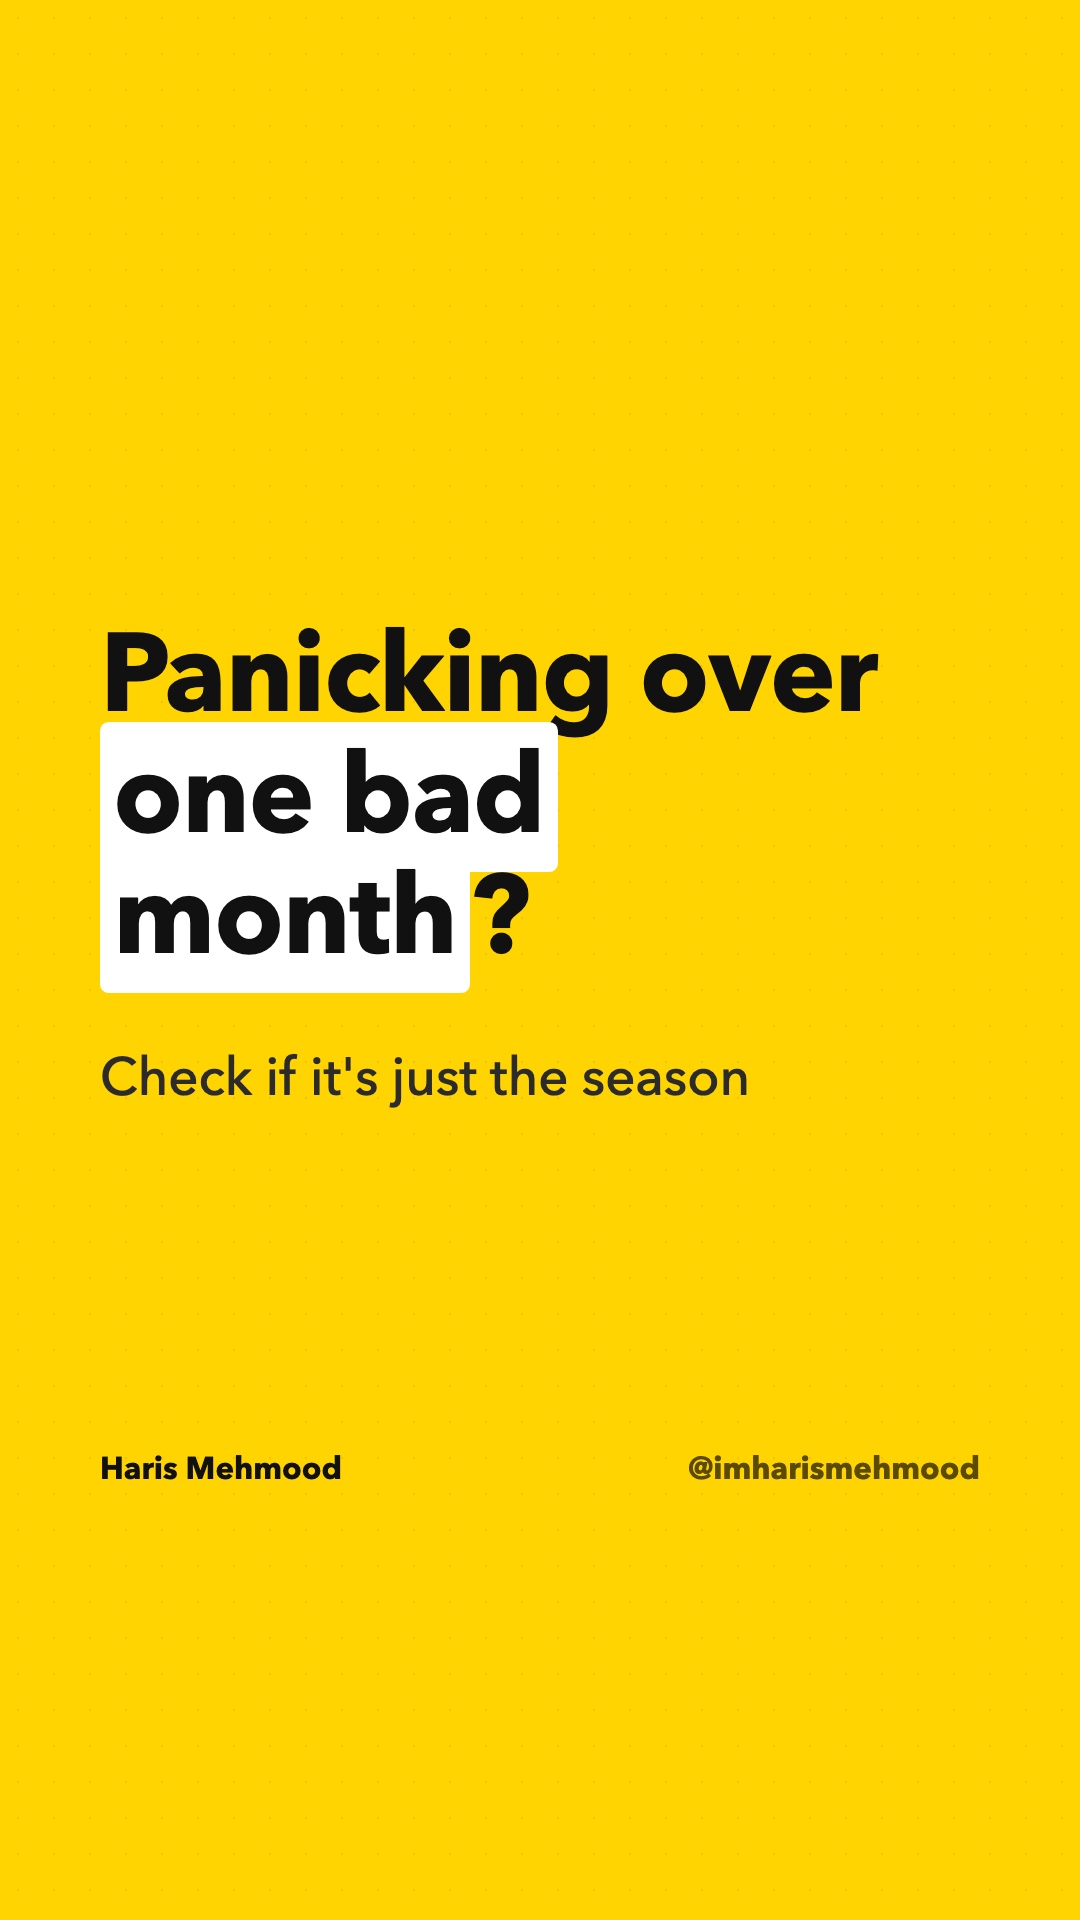 Panicking over
one bad
month?
Check if it's just the season
Haris Mehmood
@imharismehmood